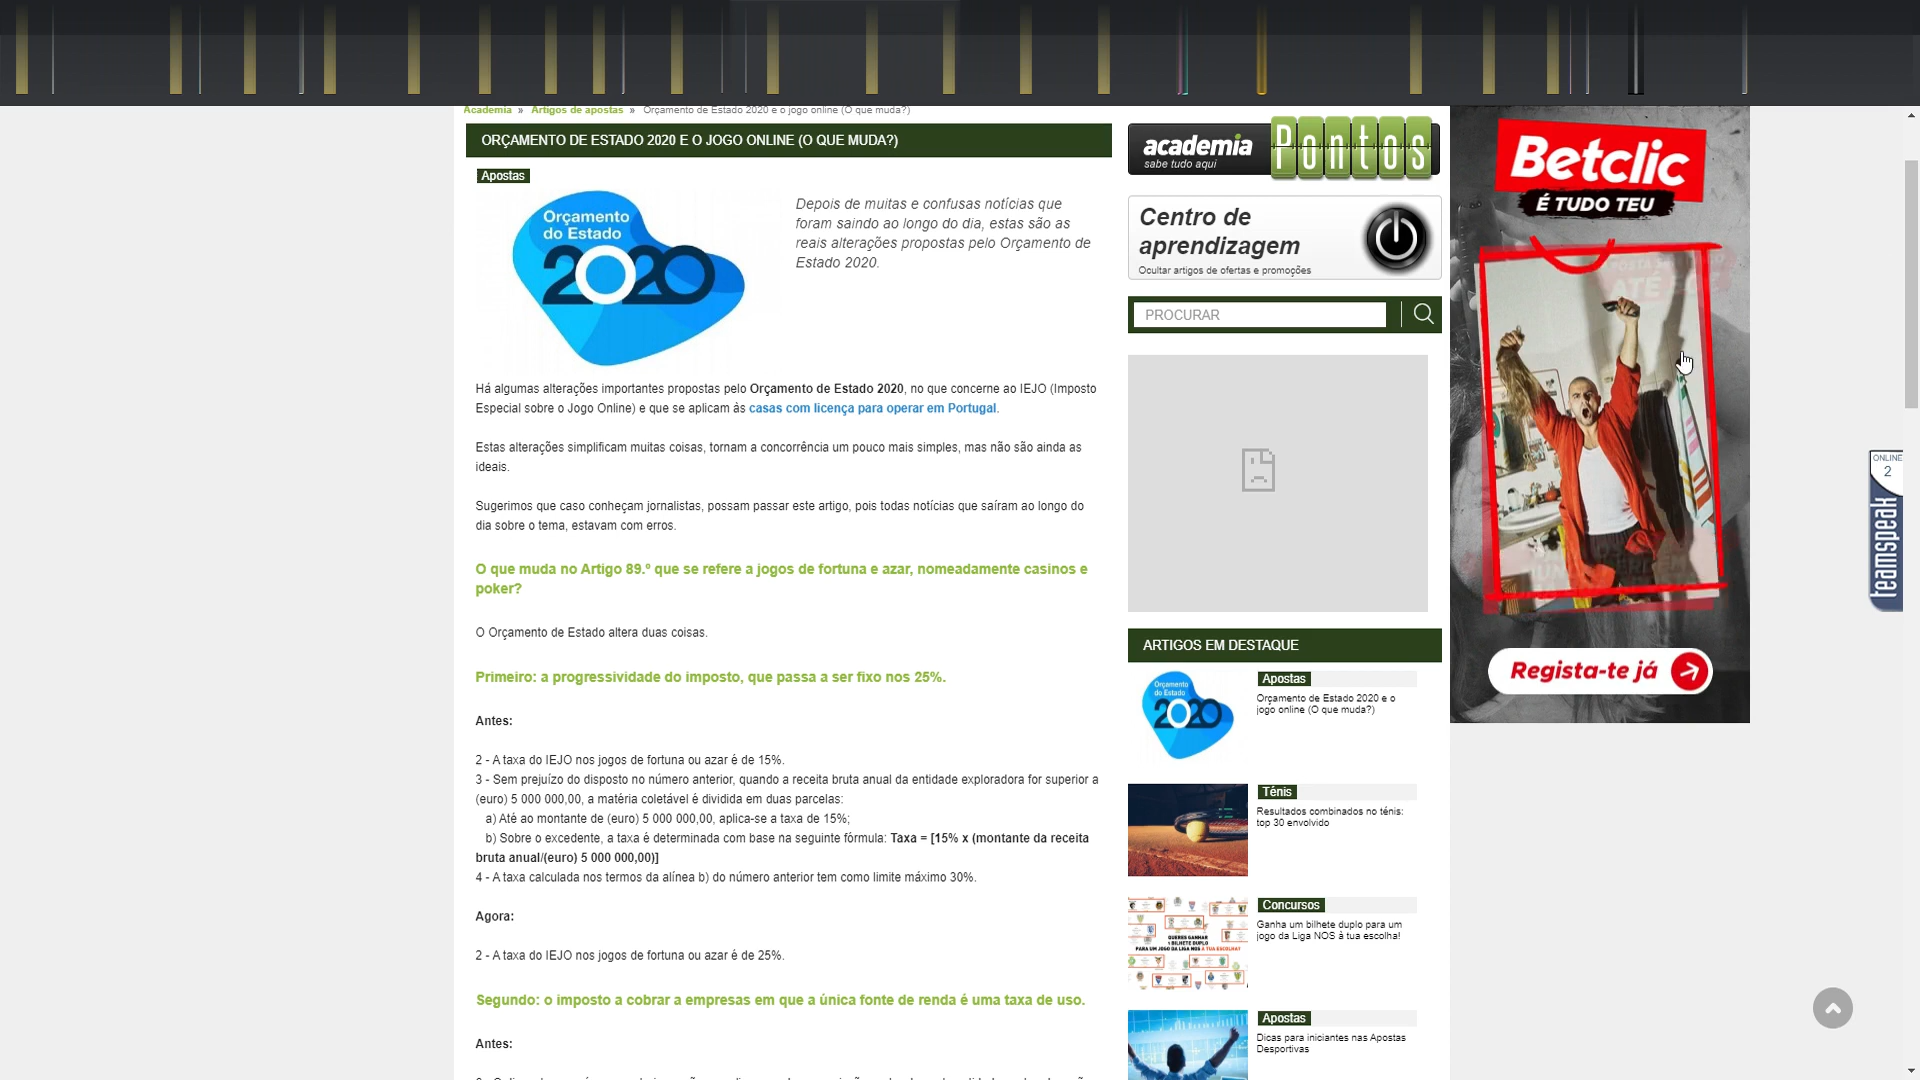 Academia » Artigos de apostas » Orçamento de Estado 2020 e o jogo online (O que muda?)
ORÇAMENTO DE ESTADO 2020 E O JOGO ONLINE (O QUE MUDA?)
Apostas
Orçamento
do Estado
2020
Depois de muitas e confusas notícias que
foram saindo ao longo do dia, estas são as
reais alterações propostas pelo Orçamento de
Estado 2020.
Há algumas alterações importantes propostas pelo Orçamento de Estado 2020, no que concerne ao IEJO (Imposto
Especial sobre o Jogo Online) e que se aplicam às casas com licença para operar em Portugal.
Estas alterações simplificam muitas coisas, tornam a concorrência um pouco mais simples, mas não são ainda as
ideais.
Sugerimos que caso conheçam jornalistas, possam passar este artigo, pois todas notícias que saíram ao longo do
dia sobre o tema, estavam com erros.
O que muda no Artigo 89.º que se refere a jogos de fortuna e azar, nomeadamente casinos e
poker?
O Orçamento de Estado altera duas coisas.
Primeiro: a progressividade do imposto, que passa a ser fixo nos 25%.
Antes:
2 - A taxa do IEJO nos jogos de fortuna ou azar é de 15%.
3 - Sem prejuízo do disposto no número anterior, quando a receita bruta anual da entidade exploradora for superior a
(euro) 5 000 000,00, a matéria coletável é dividida em duas parcelas:
a) Até ao montante de (euro) 5 000 000,00, aplica-se a taxa de 15%;
b) Sobre o excedente, a taxa é determinada com base na seguinte fórmula: Taxa = [15% x (montante da receita
bruta anual/(euro) 5 000 000,00)]
4 - A taxa calculada nos termos da alínea b) do número anterior tem como limite máximo 30%.
Agora:
2 - A taxa do IEJO nos jogos de fortuna ou azar é de 25%.
Segundo: o imposto a cobrar a empresas em que a única fonte de renda é uma taxa de uso.
Antes:
academia Pontos
sabe tudo aqui
Centro de
aprendizagem
Ocultar artigos de ofertas e promoções
PROCURAR
ARTIGOS EM DESTAQUE
Orçamento
do Estado
2020
Apostas
Orçamento de Estado 2020 e o
jogo online (O que muda?)
Ténis
Resultados combinados no ténis:
top 30 envolvido
QUERES GANHAR
1 BILHETE DUPLO
PARA UM JOGO DA LIGA NOS À TUA ESCOLHA?
Concursos
Ganha um bilhete duplo para um
jogo da Liga NOS à tua escolha!
Apostas
Dicas para iniciantes nas Apostas
Desportivas
Betclic
É TUDO TEU
Regista-te já
ONLINE
2
teamspeak